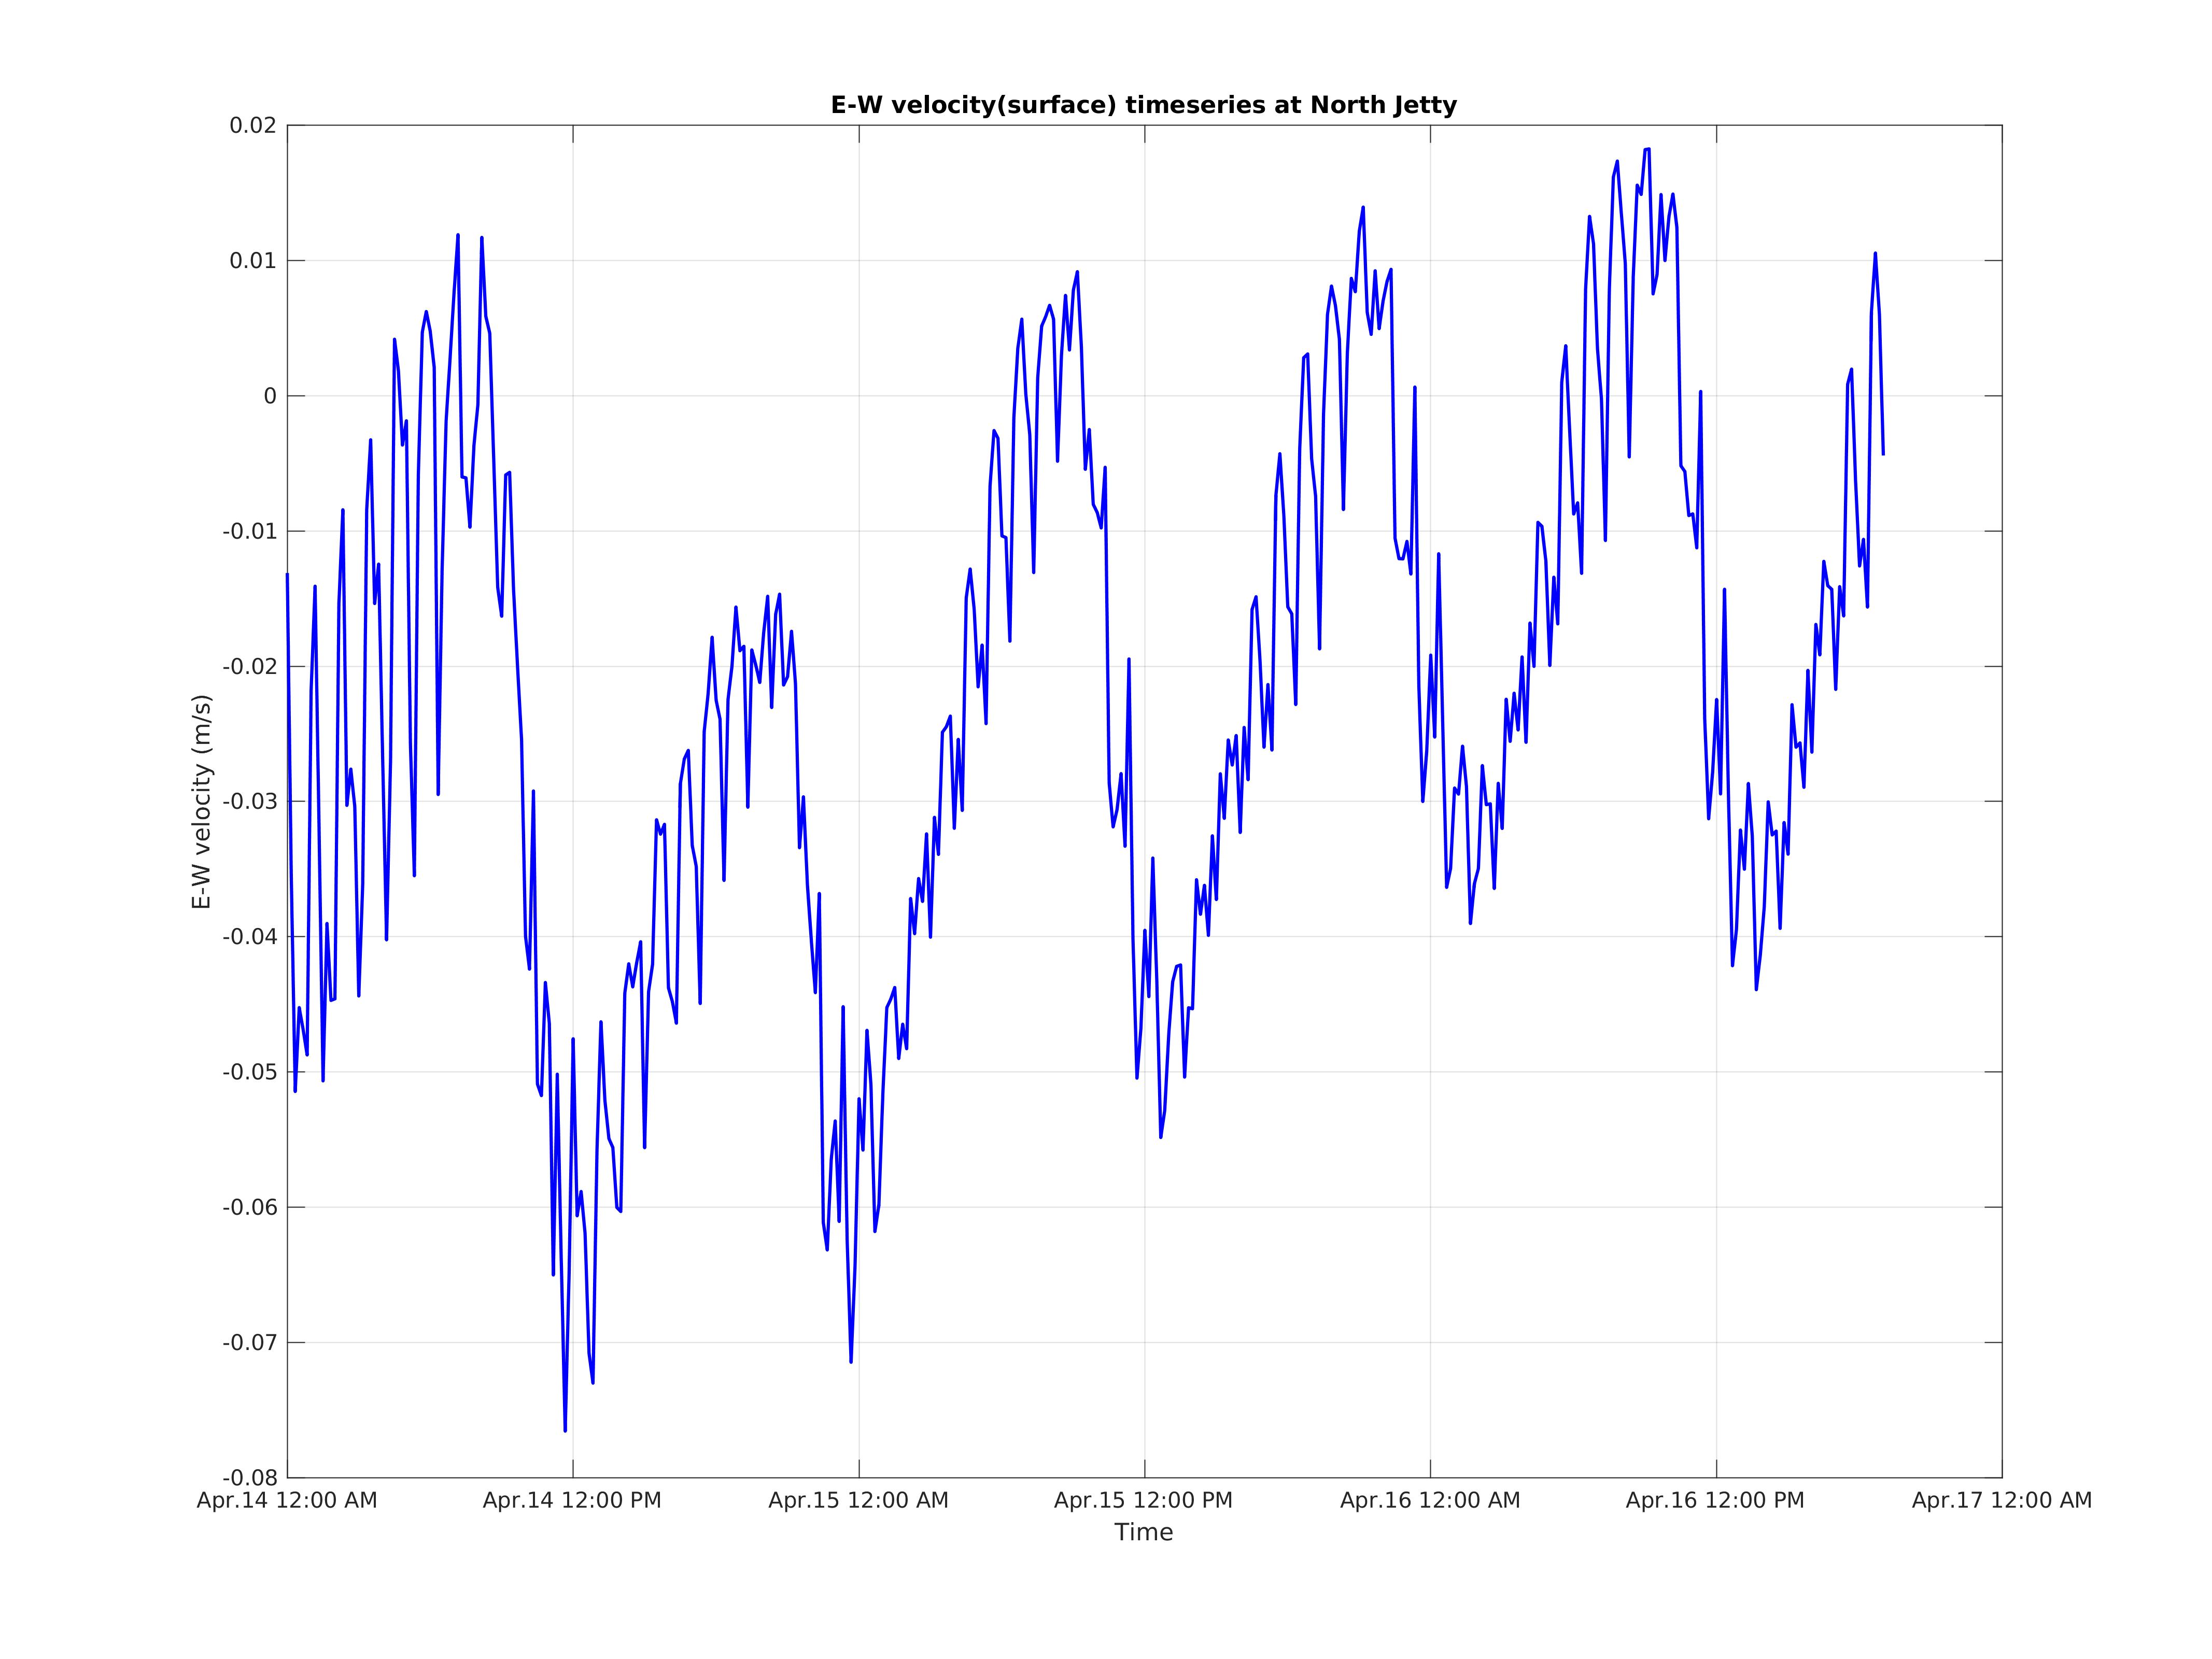 E-W velocity(surface) timeseries at North Jetty
0.02
0.01
0
-0.01
-0.02
-0.03
-0.04
-0.05
-0.06
-0.07
-0.08
E-W velocity (m/s)
Apr.14 12:00 AM Apr.14 12:00 PM Apr.15 12:00 AM Apr.15 12:00 PM Apr.16 12:00 AM Apr.16 12:00 PM Apr.17 12:00 AM
Time